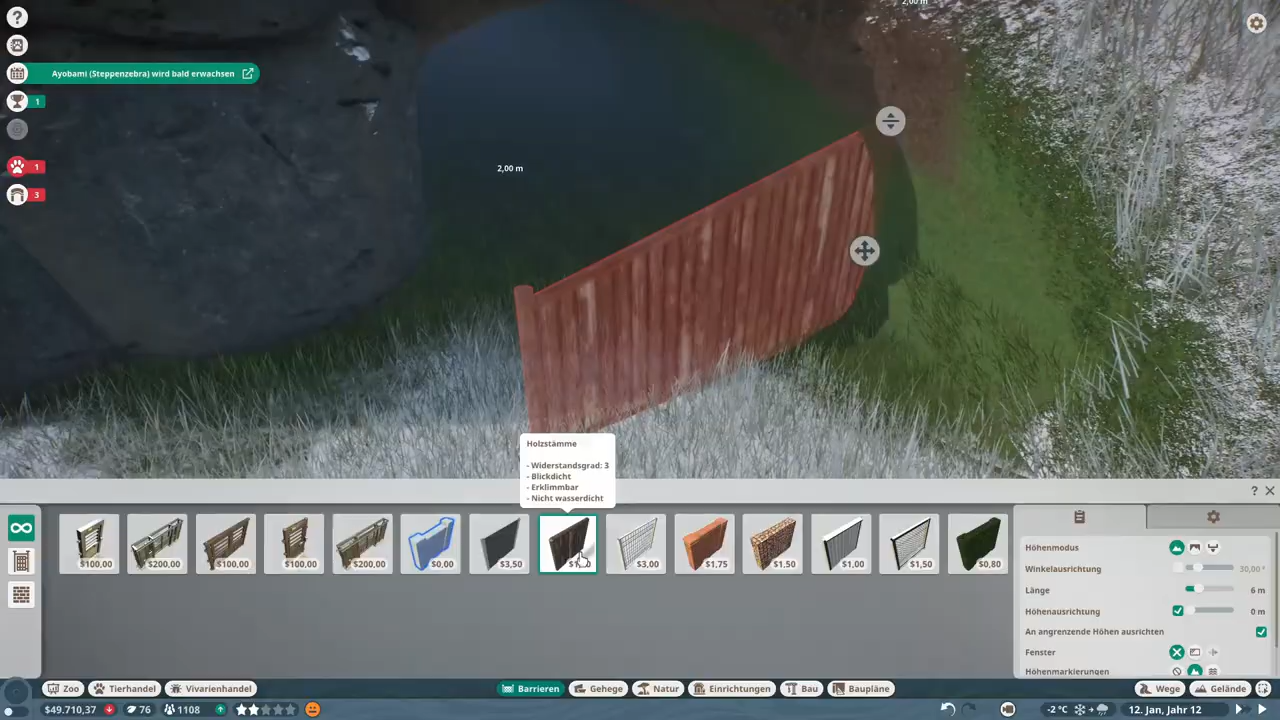 2,00 m
Ayobami (Steppenzebra) wird bald erwachsen
1
2,00 m
1
3
Holzstämme
- Widerstandsgrad: 3
- Blickdicht
- Erklimmbar
- Nicht wasserdicht
$100,00
$200,00
$100,00
$100,00
$200,00
$0,00
$3,50
$3,00
$1,75
$1,50
$1,00
$1,50
$0,80
Höhenmodus
Winkelausrichtung 30,00°
Länge 6 m
Höhenausrichtung 0 m
An angrenzende Höhen ausrichten
Fenster
Höhenmarkierungen
Zoo
Tierhandel
Vivarienhandel
Barrieren
Gehege
Natur
Einrichtungen
Bau
Baupläne
Wege
Gelände
$49.710,37
76
1108
-2 °C
12. Jan, Jahr 12